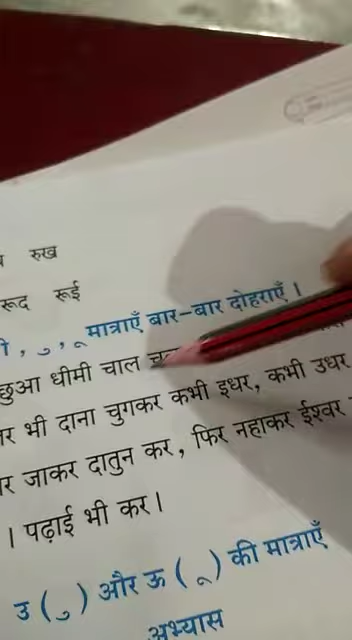 रुख
रूद रूई
मात्राएँ बार-बार दोहराएँ।
छुआ धीमी चाल
भी दाना चुगकर कभी इधर, कभी उधर
जाकर दातुन कर, फिर नहाकर ईश्वर
। पढ़ाई भी कर।
उ ( ु ) और ऊ ( ू ) की मात्राएँ
अभ्यास